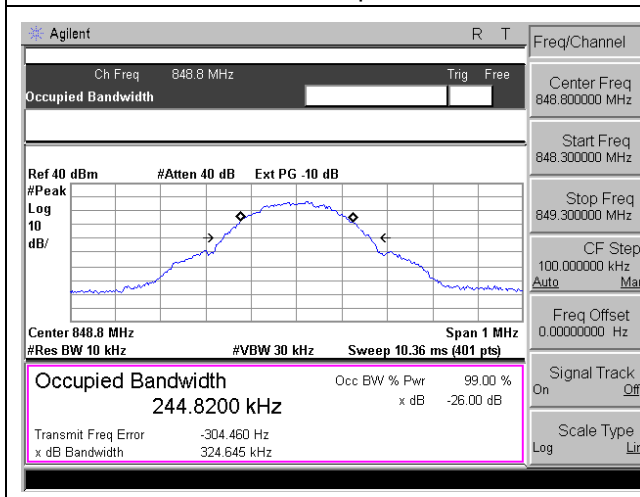 Agilent R T
Ch Freq 848.8 MHz Trig Free
Occupied Bandwidth
Ref 40 dBm #Atten 40 dB Ext PG -10 dB
#Peak
Log
10
dB/
Center 848.8 MHz Span 1 MHz
#Res BW 10 kHz #VBW 30 kHz Sweep 10.36 ms (401 pts)
Occupied Bandwidth Occ BW % Pwr 99.00 %
244.8200 kHz x dB -26.00 dB
Transmit Freq Error -304.460 Hz
x dB Bandwidth 324.645 kHz
Freq/Channel
Center Freq
848.800000 MHz
Start Freq
848.300000 MHz
Stop Freq
849.300000 MHz
CF Step
100.000000 kHz
Auto Man
Freq Offset
0.00000000 Hz
Signal Track
On Off
Scale Type
Log Lin